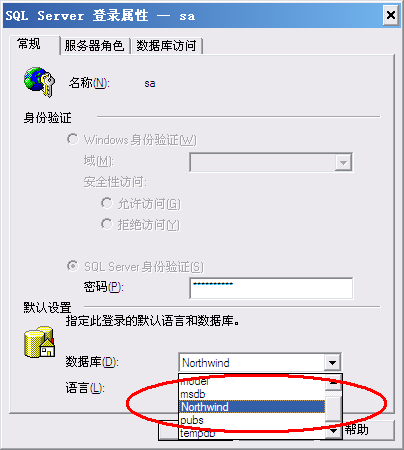 SQL Server 登录属性 — sa
常规 服务器角色 数据库访问
名称(N): sa
身份验证
Windows 身份验证(W)
域(M):
安全性访问:
允许访问(G)
拒绝访问(Y)
SQL Server 身份验证(S)
密码(P): **********
默认设置
指定此登录的默认语言和数据库。
数据库(D): Northwind
model
语言(L): msdb
Northwind
pubs
tempdb
帮助